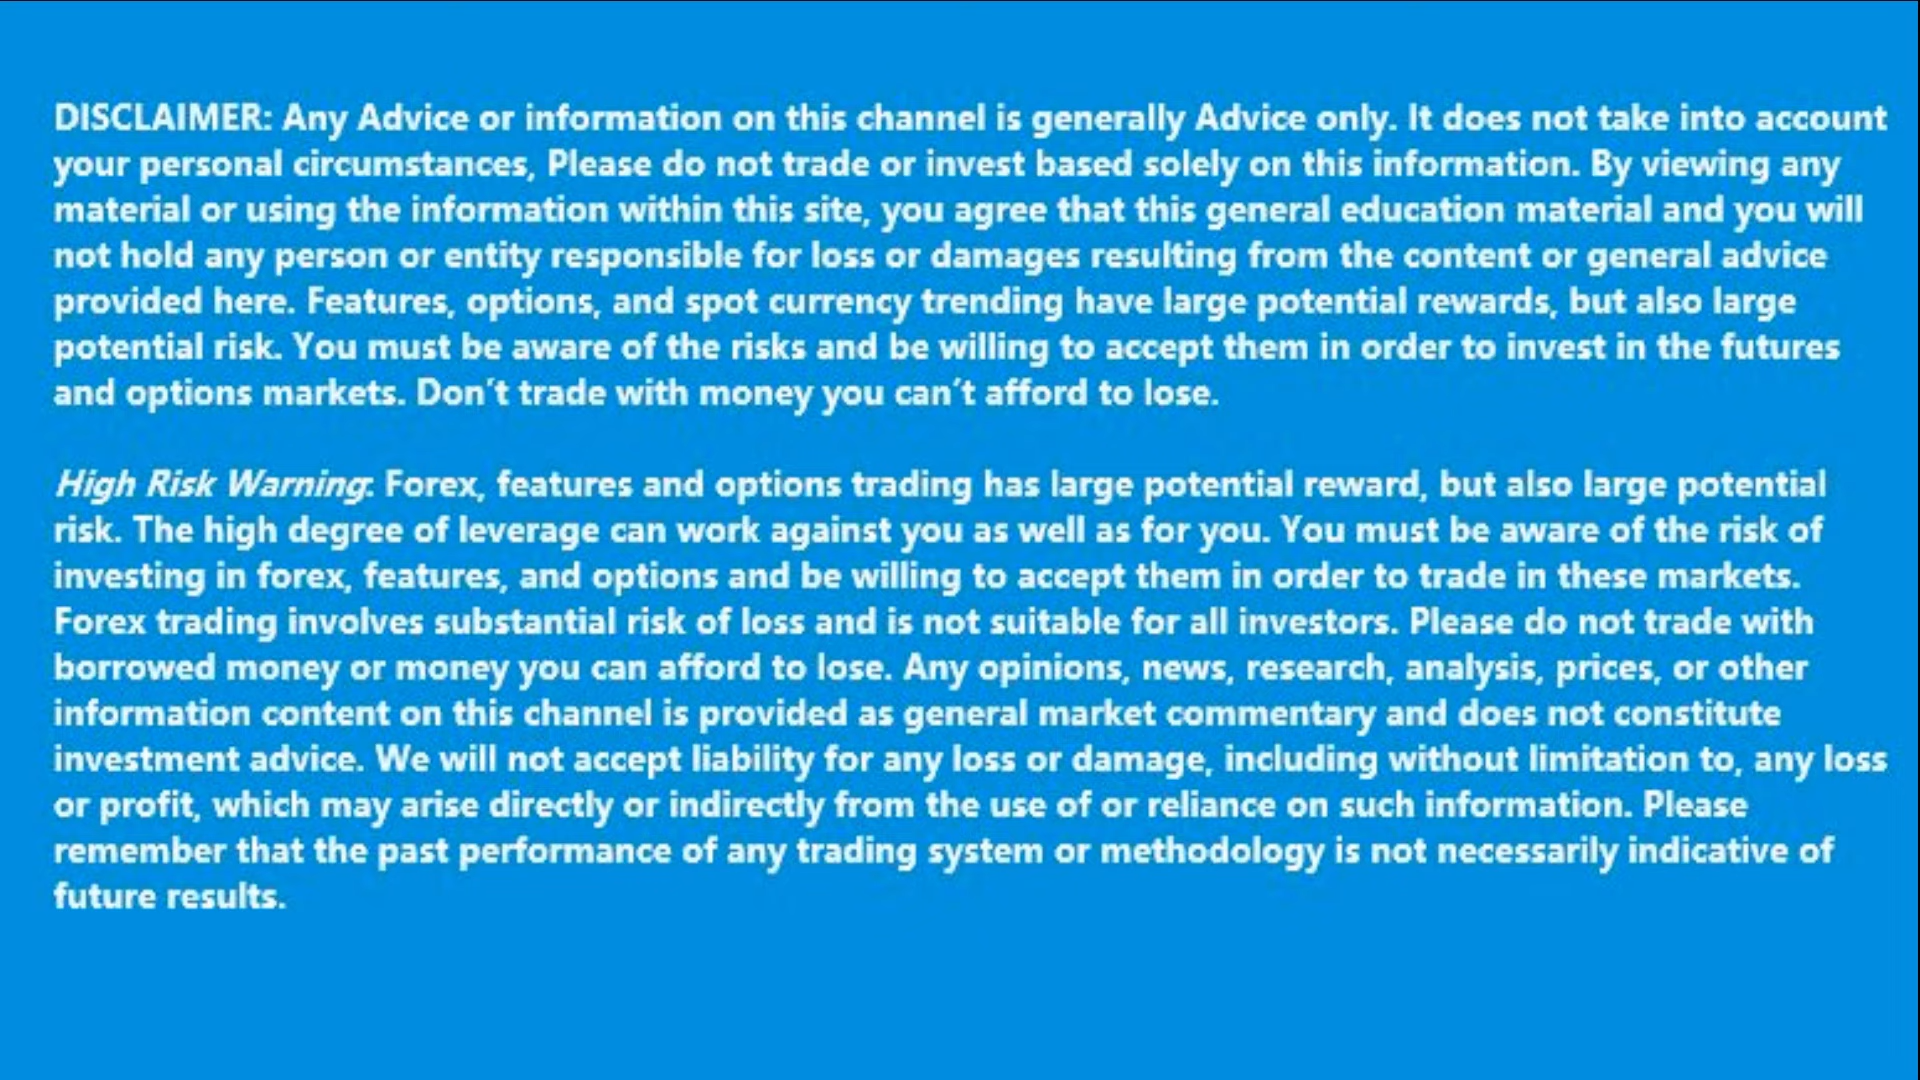 DISCLAIMER: Any Advice or information on this channel is generally Advice only. It does not take into account
your personal circumstances, Please do not trade or invest based solely on this information. By viewing any
material or using the information within this site, you agree that this general education material and you will
not hold any person or entity responsible for loss or damages resulting from the content or general advice
provided here. Features, options, and spot currency trending have large potential rewards, but also large
potential risk. You must be aware of the risks and be willing to accept them in order to invest in the futures
and options markets. Don't trade with money you can't afford to lose.
High Risk Warning: Forex, features and options trading has large potential reward, but also large potential
risk. The high degree of leverage can work against you as well as for you. You must be aware of the risk of
investing in forex, features, and options and be willing to accept them in order to trade in these markets.
Forex trading involves substantial risk of loss and is not suitable for all investors. Please do not trade with
borrowed money or money you can afford to lose. Any opinions, news, research, analysis, prices, or other
information content on this channel is provided as general market commentary and does not constitute
investment advice. We will not accept liability for any loss or damage, including without limitation to, any loss
or profit, which may arise directly or indirectly from the use of or reliance on such information. Please
remember that the past performance of any trading system or methodology is not necessarily indicative of
future results.